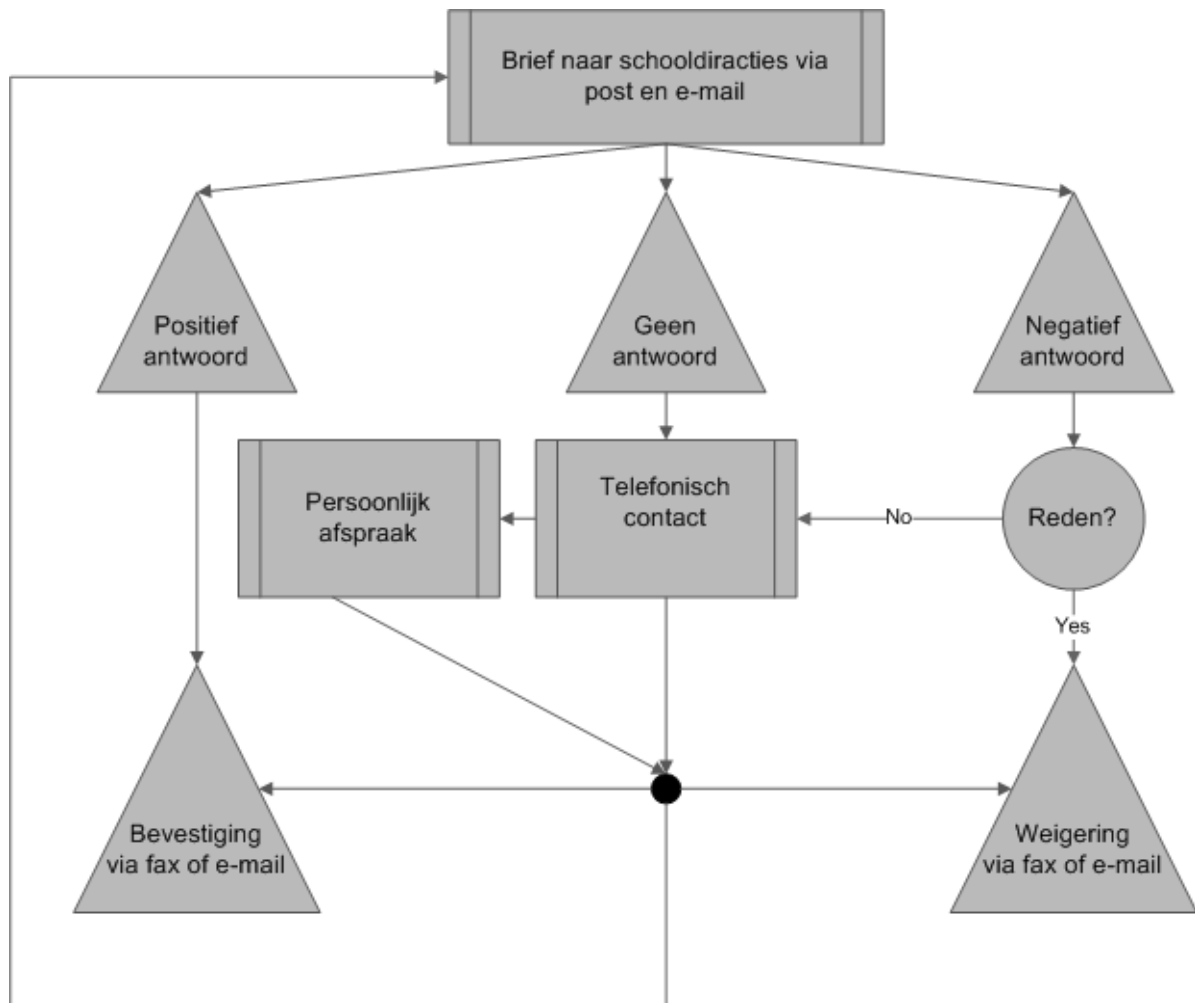 Brief naar schooldiracties via
post en e-mail
Positief
antwoord
Geen
antwoord
Negatief
antwoord
Persoonlijk
afspraak
Telefonisch
contact
No
Reden?
Yes
Bevestiging
via fax of e-mail
Weigering
via fax of e-mail